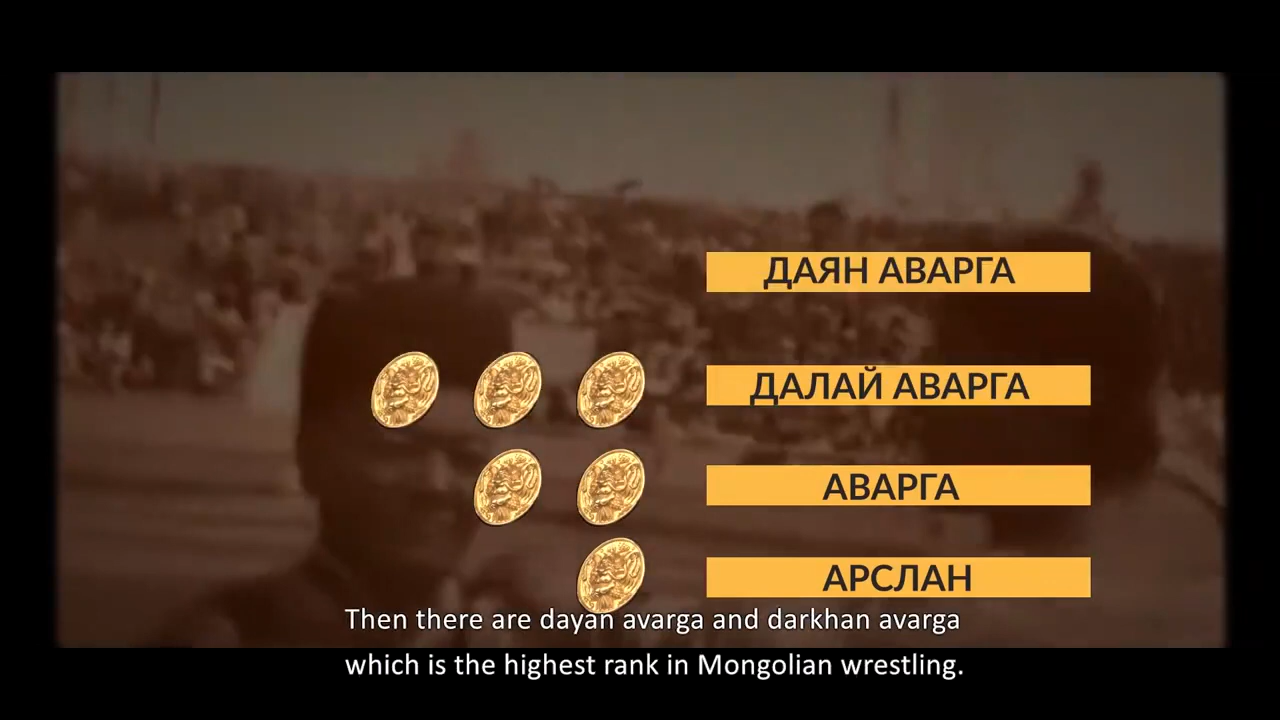 ДАЯН АВАРГА
ДАЛАЙ АВАРГА
АВАРГА
АРСЛАН
Then there are dayan avarga and darkhan avarga
which is the highest rank in Mongolian wrestling.